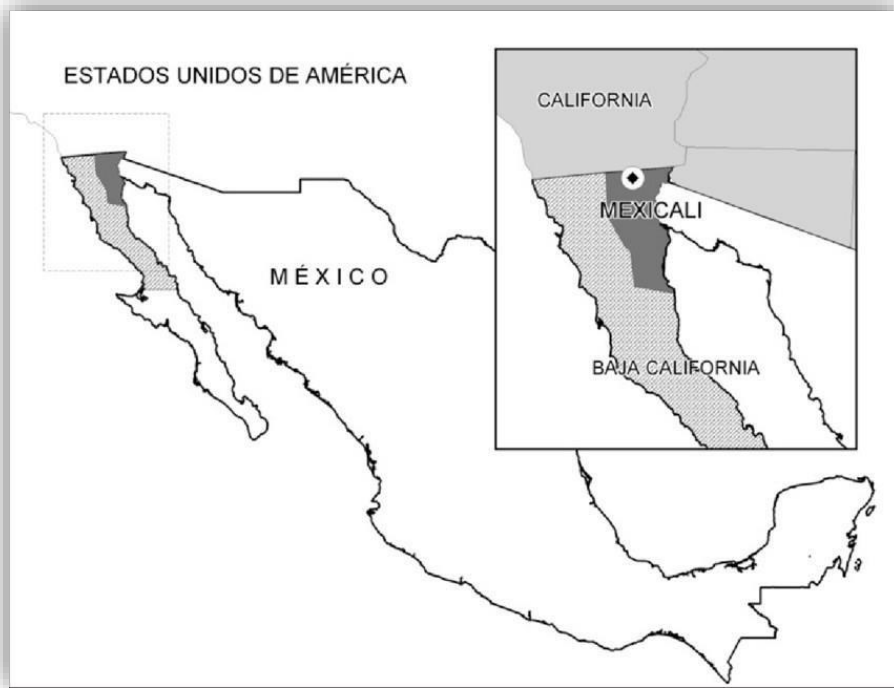 ESTADOS UNIDOS DE AMÉRICA
MÉXICO
CALIFORNIA
MEXICALI
BAJA CALIFORNIA